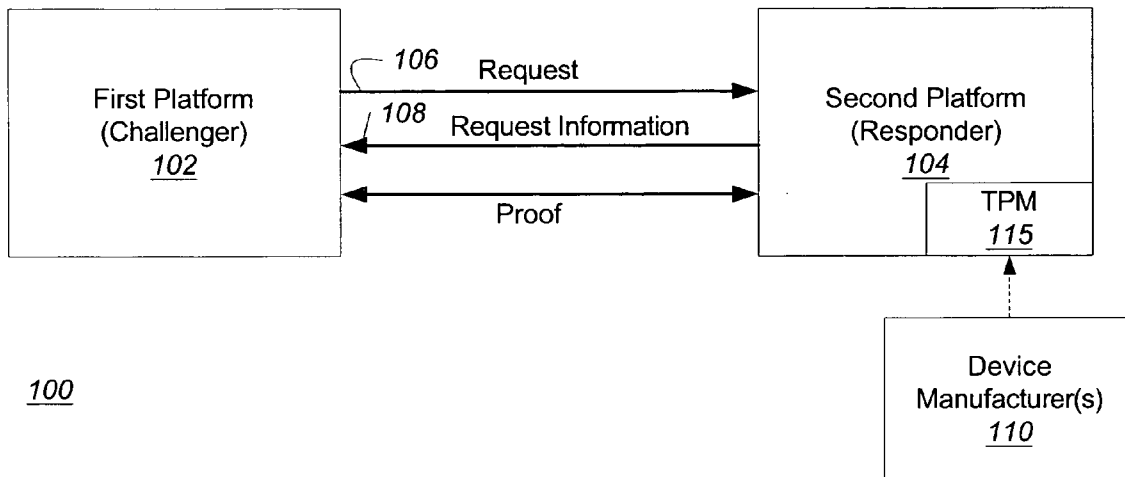 First Platform
(Challenger)
102
106
Request
108
Request Information
Proof
Second Platform
(Responder)
104
TPM
115
100
Device
Manufacturer(s)
110